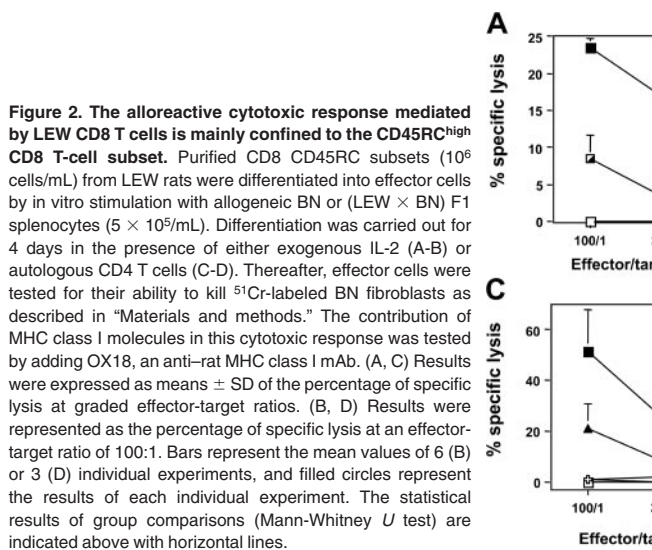 Figure 2. The alloreactive cytotoxic response mediated
by LEW CD8 T cells is mainly confined to the CD45RChigh
CD8 T-cell subset. Purified CD8 CD45RC subsets (10⁶
cells/mL) from LEW rats were differentiated into effector cells
by in vitro stimulation with allogeneic BN or (LEW × BN) F1
splenocytes (5 × 10⁵/mL). Differentiation was carried out for
4 days in the presence of either exogenous IL-2 (A-B) or
autologous CD4 T cells (C-D). Thereafter, effector cells were
tested for their ability to kill ⁵¹Cr-labeled BN fibroblasts as
described in “Materials and methods.” The contribution of
MHC class I molecules in this cytotoxic response was tested
by adding OX18, an anti–rat MHC class I mAb. (A, C) Results
were expressed as means ± SD of the percentage of specific
lysis at graded effector-target ratios. (B, D) Results were
represented as the percentage of specific lysis at an effector-
target ratio of 100:1. Bars represent the mean values of 6 (B)
or 3 (D) individual experiments, and filled circles represent
the results of each individual experiment. The statistical
results of group comparisons (Mann-Whitney U test) are
indicated above with horizontal lines.
A
% specific lysis
25
20
15
10
5
0
100/1
C
% specific lysis
60
40
20
0
100/1